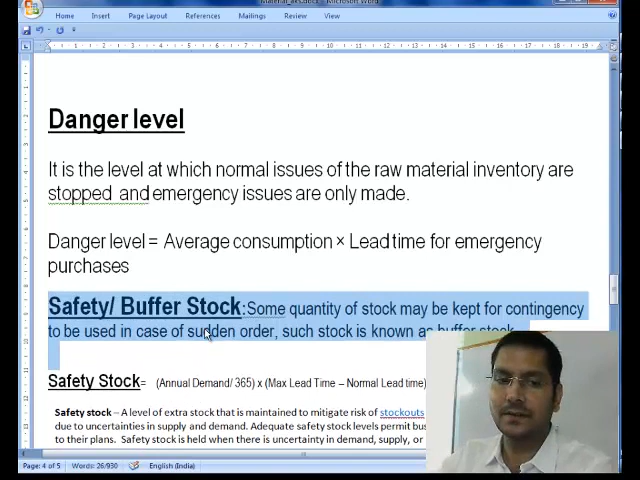 Material_aks.docx - Microsoft Word
Home Insert Page Layout References Mailings Review View
Danger level
It is the level at which normal issues of the raw material inventory are
stopped and emergency issues are only made.
Danger level = Average consumption × Lead time for emergency
purchases
Safety/ Buffer Stock:Some quantity of stock may be kept for contingency
to be used in case of sudden order, such stock is known as buffer stock.
Safety Stock= (Annual Demand/ 365) x (Max Lead Time – Normal Lead time)
Safety stock – A level of extra stock that is maintained to mitigate risk of stockouts
due to uncertainties in supply and demand. Adequate safety stock levels permit bus
to their plans. Safety stock is held when there is uncertainty in demand, supply, or
Page: 4 of 5 Words: 26/930 English (India)